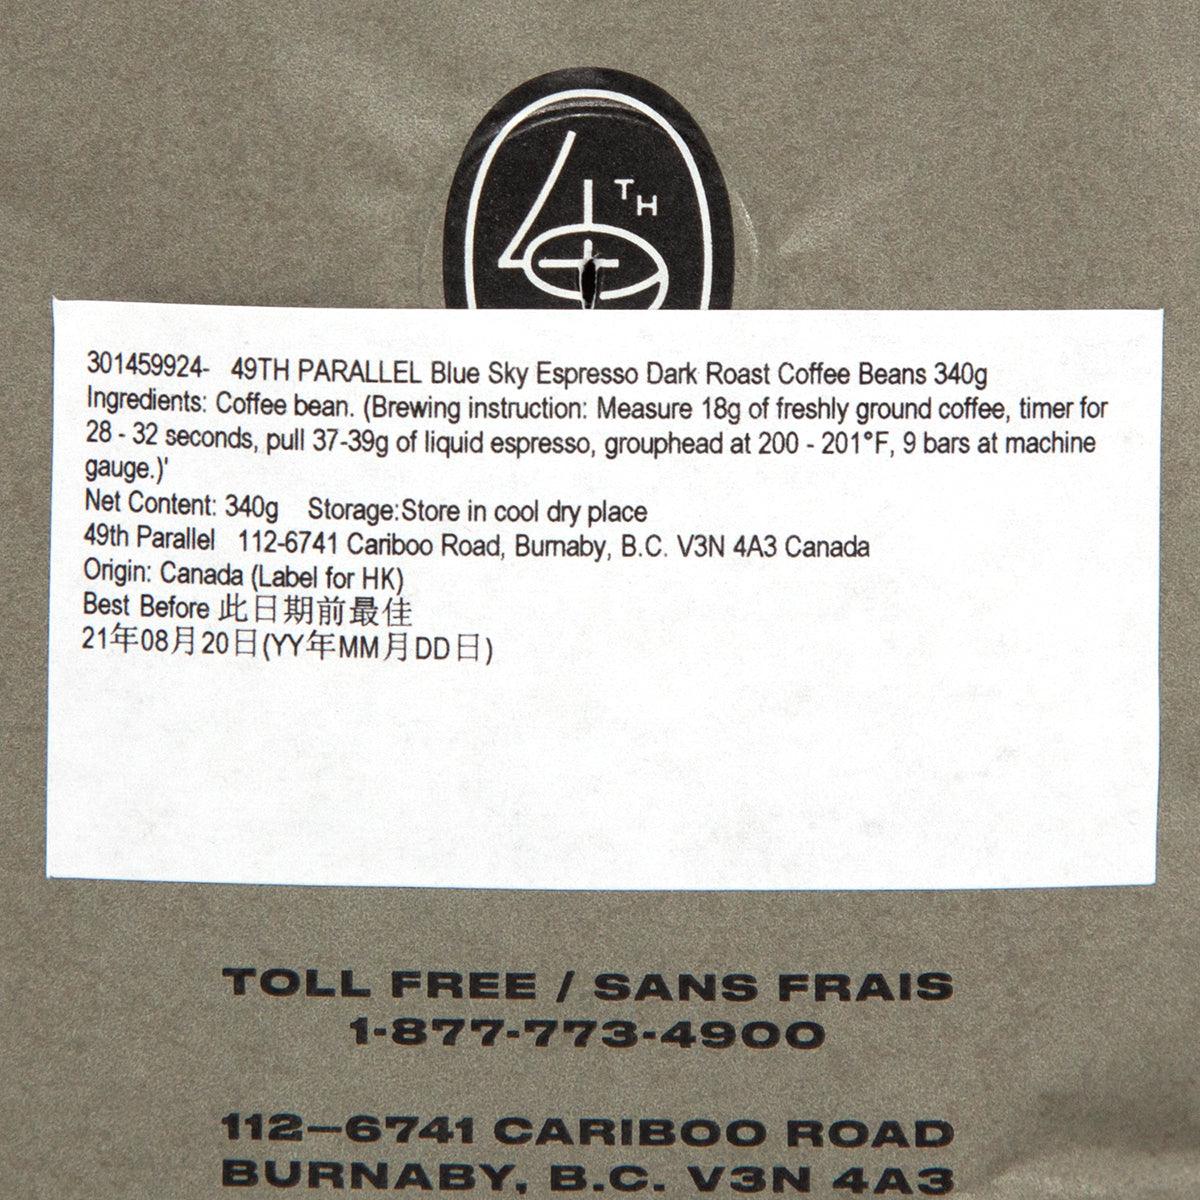 49TH
301459924- 49TH PARALLEL Blue Sky Espresso Dark Roast Coffee Beans 340g
Ingredients: Coffee bean. (Brewing instruction: Measure 18g of freshly ground coffee, timer for
28 - 32 seconds, pull 37-39g of liquid espresso, grouphead at 200 - 201°F, 9 bars at machine
gauge.)'
Net Content: 340g Storage:Store in cool dry place
49th Parallel 112-6741 Cariboo Road, Burnaby, B.C. V3N 4A3 Canada
Origin: Canada (Label for HK)
Best Before 此日期前最佳
21年08月20日(YY年MM月DD日)
TOLL FREE / SANS FRAIS
1-877-773-4900
112—6741 CARIBOO ROAD
BURNABY, B.C. V3N 4A3